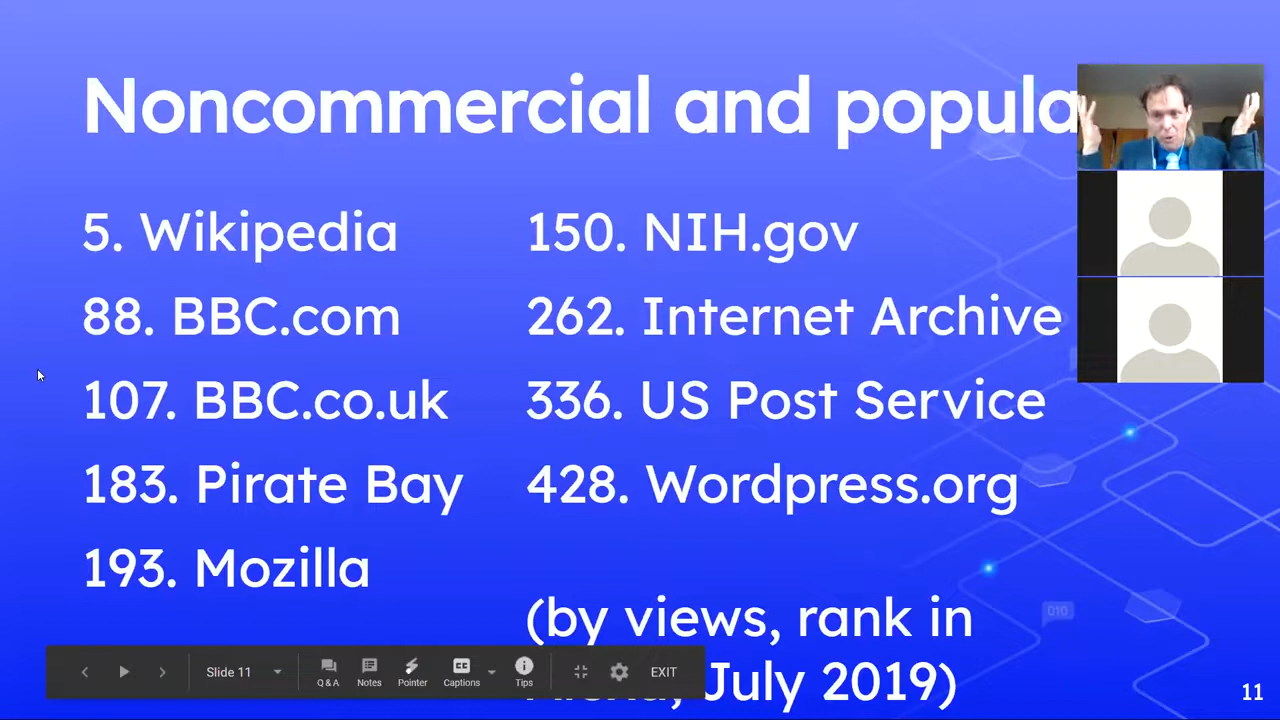 Noncommercial and popula
5. Wikipedia
88. BBC.com
107. BBC.co.uk
183. Pirate Bay
193. Mozilla
150. NIH.gov
262. Internet Archive
336. US Post Service
428. Wordpress.org
(by views, rank in
July 2019)
Slide 11
Q & A
Notes
Pointer
CC
Captions
Tips
EXIT
010
11